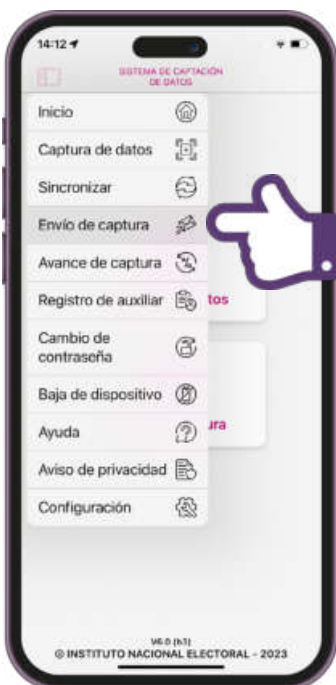 14:12
SISTEMA DE CAPTACIÓN
DE DATOS
Inicio
Captura de datos
Sincronizar
Envío de captura
Avance de captura
Registro de auxiliar
tos
Cambio de
contraseña
Baja de dispositivo
Ayuda
ura
Aviso de privacidad
Configuración
V6.0 (b1)
© INSTITUTO NACIONAL ELECTORAL - 2023